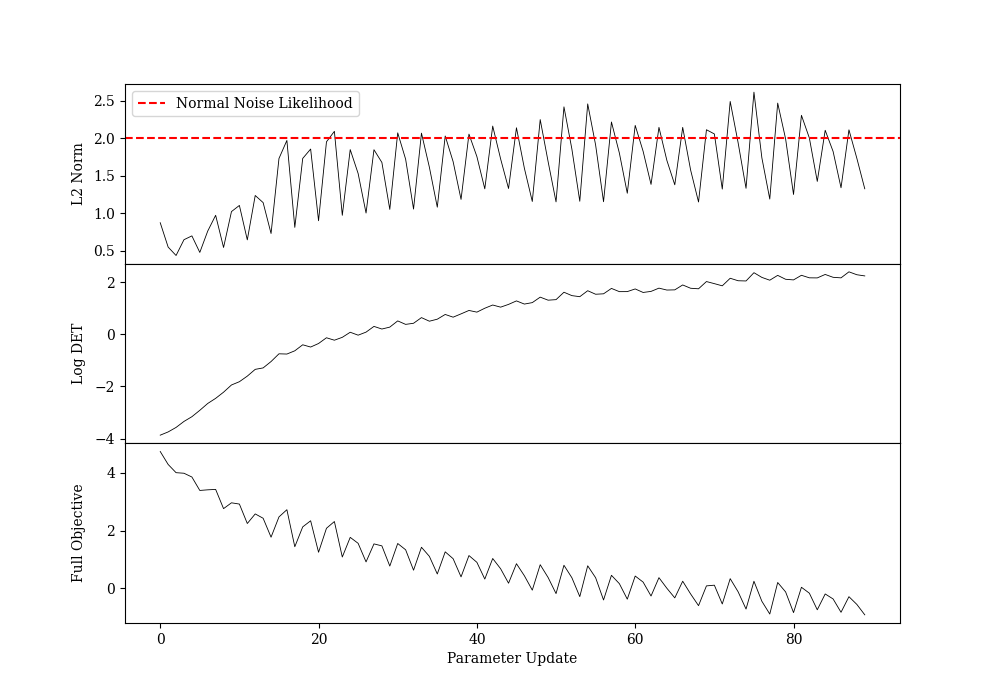 Normal Noise Likelihood
L2 Norm
2.5
2.0
1.5
1.0
0.5
Log DET
2
0
−2
−4
Full Objective
4
2
0
0 20 40 60 80
Parameter Update